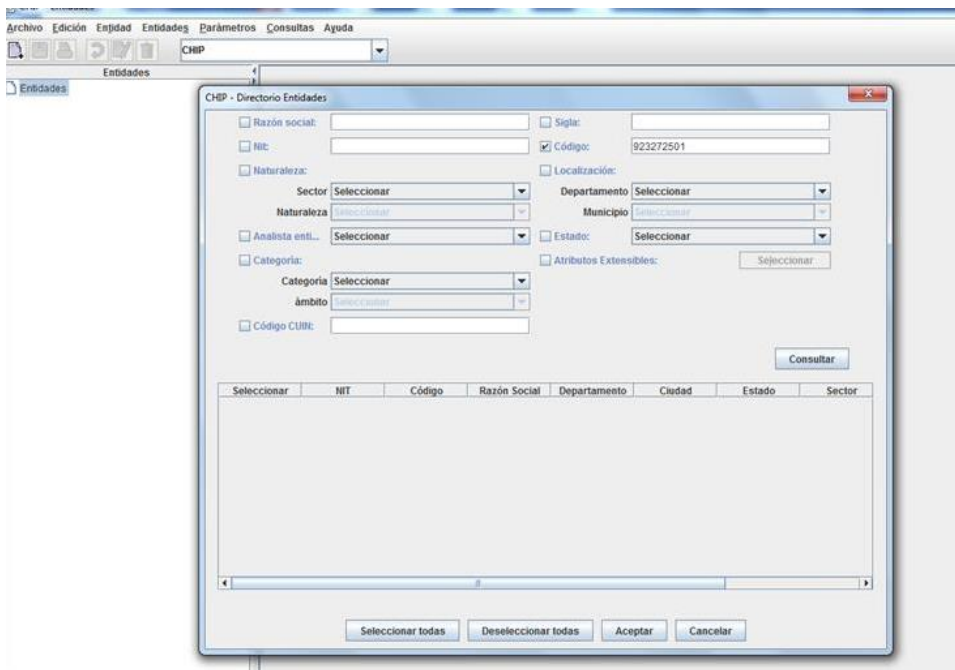 CHIP - Entidades
Archivo Edición Entidad Entidades Parámetros Consultas Ayuda
CHIP
Entidades
Entidades
CHIP - Directorio Entidades
Razón social: Sigla:
Nit: Código: 923272501
Naturaleza: Localización:
Sector Seleccionar Departamento Seleccionar
Naturaleza Seleccionar Municipio Seleccionar
Analista enti... Seleccionar Estado: Seleccionar
Categoría: Atributos Extensibles: Seleccionar
Categoría Seleccionar
ámbito Seleccionar
Código CUIN:
Consultar
Seleccionar NIT Código Razón Social Departamento Ciudad Estado Sector
Seleccionar todas Deseleccionar todas Aceptar Cancelar